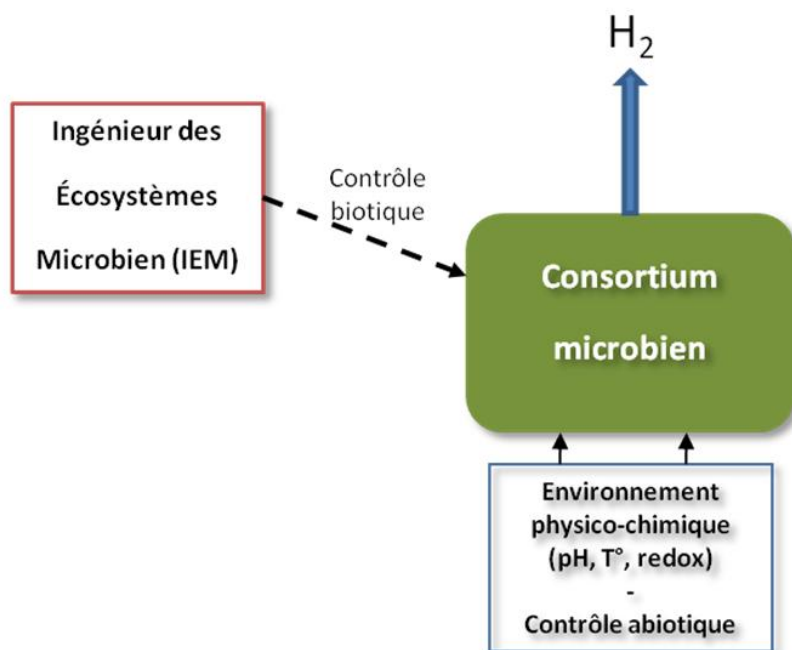 H₂
Ingénieur des
Écosystèmes
Microbien (IEM)
Contrôle
biotique
Consortium
microbien
Environnement
physico-chimique
(pH, T°, redox)
-
Contrôle abiotique